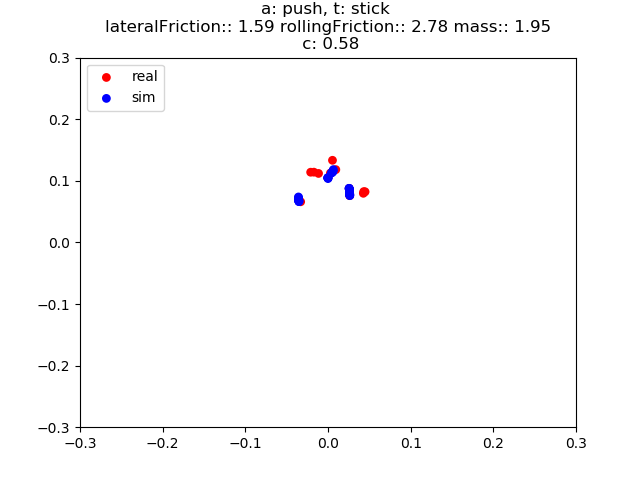 a: push, t: stick
lateralFriction:: 1.59 rollingFriction:: 2.78 mass:: 1.95
c: 0.58
real
sim
0.3
0.2
0.1
0.0
−0.1
−0.2
−0.3
−0.3 −0.2 −0.1 0.0 0.1 0.2 0.3